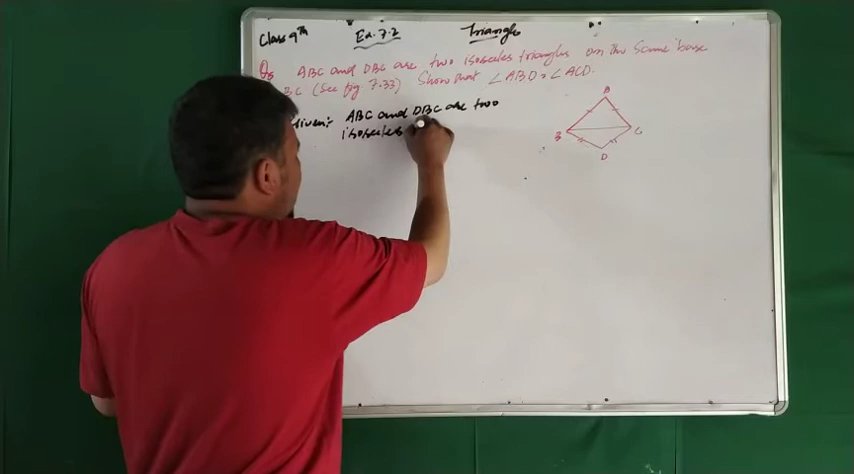 Class 9th Ex. 7.2 Triangle
Q5 ABC and DBC are two isosceles triangles on the same base
BC (See fig. 7.33) Show that ∠ABD = ∠ACD.
Given: ABC and DBC are two
isosceles
A
B C
D